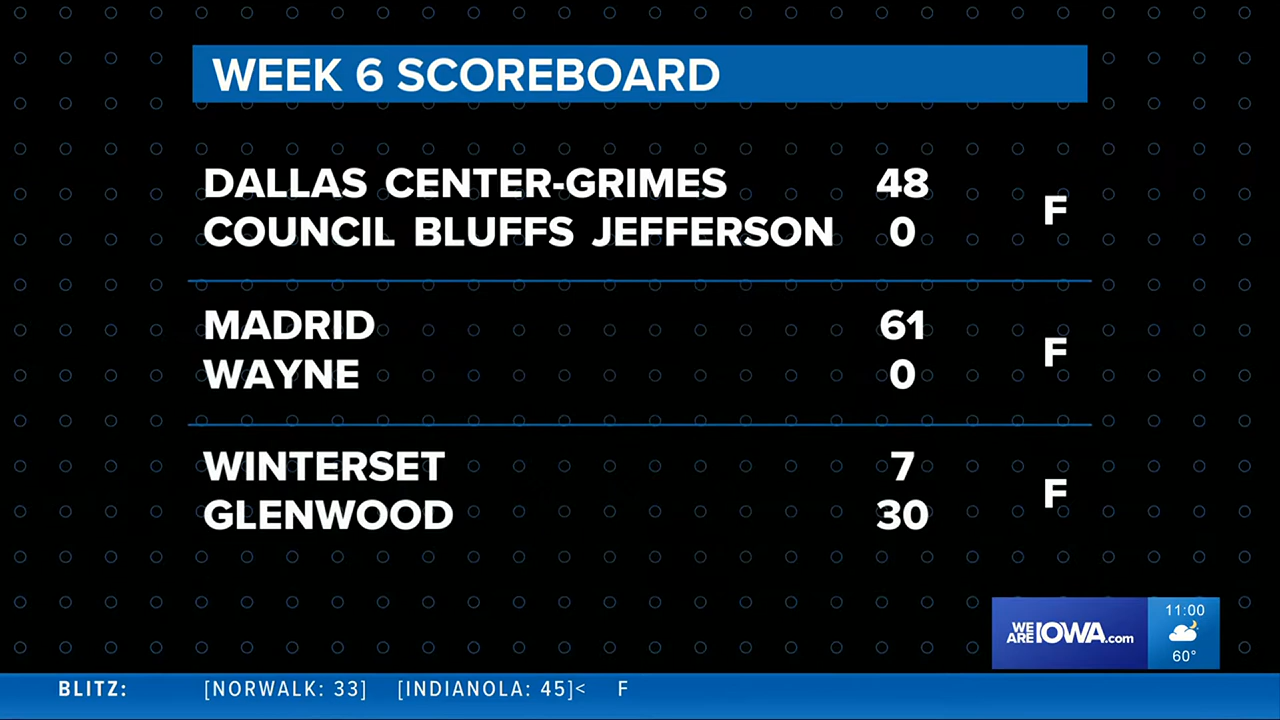 WEEK 6 SCOREBOARD
DALLAS CENTER-GRIMES 48
COUNCIL BLUFFS JEFFERSON 0
F
MADRID 61
WAYNE 0
F
WINTERSET 7
GLENWOOD 30
F
WE ARE IOWA.com
11:00
60°
BLITZ: [NORWALK: 33] [INDIANOLA: 45]< F